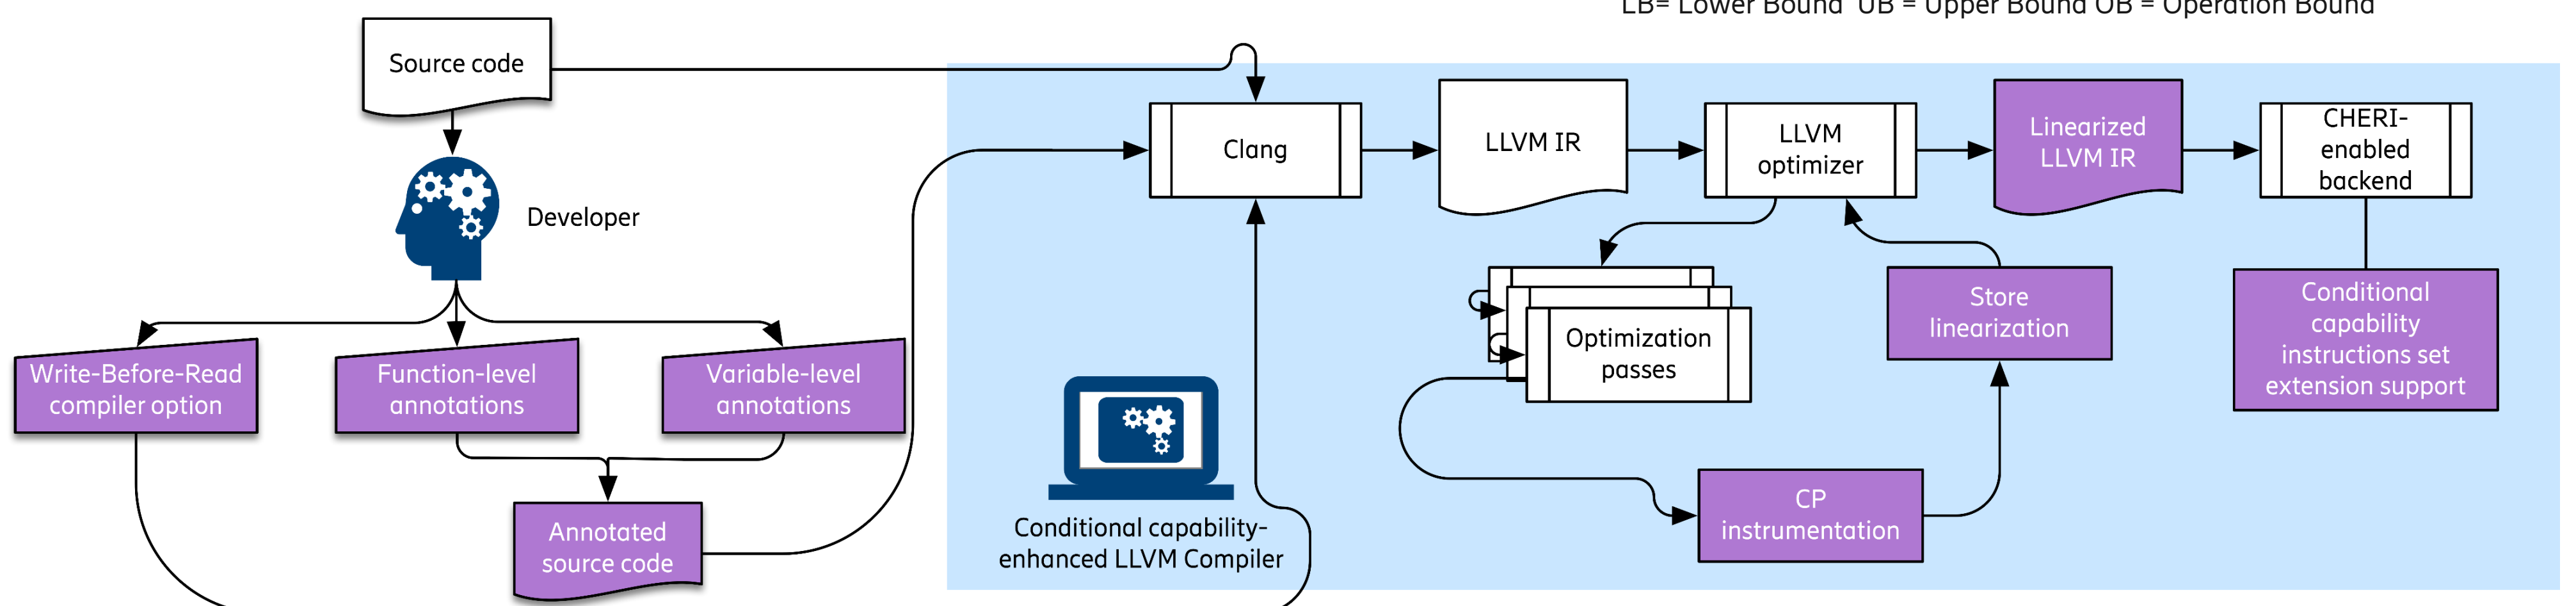 LB= Lower Bound UB = Upper Bound OB = Operation Bound
Source code
Developer
Write-Before-Read
compiler option
Function-level
annotations
Variable-level
annotations
Annotated
source code
Clang
LLVM IR
LLVM
optimizer
Linearized
LLVM IR
CHERI-
enabled
backend
Optimization
passes
Store
linearization
Conditional
capability
instructions set
extension support
CP
instrumentation
Conditional capability-
enhanced LLVM Compiler